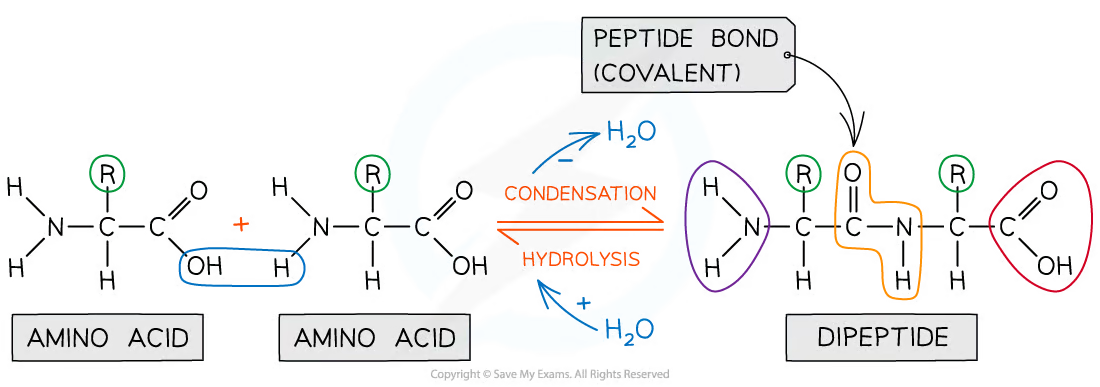 PEPTIDE BOND
(COVALENT)
H₂O
−
CONDENSATION
HYDROLYSIS
+
H₂O
H
H
N
R
C
H
C
O
OH
+
H
H
N
R
C
H
C
O
OH
H
H
N
R
C
H
O
C
N
H
R
C
H
C
O
OH
AMINO ACID
AMINO ACID
DIPEPTIDE
Copyright © Save My Exams. All Rights Reserved